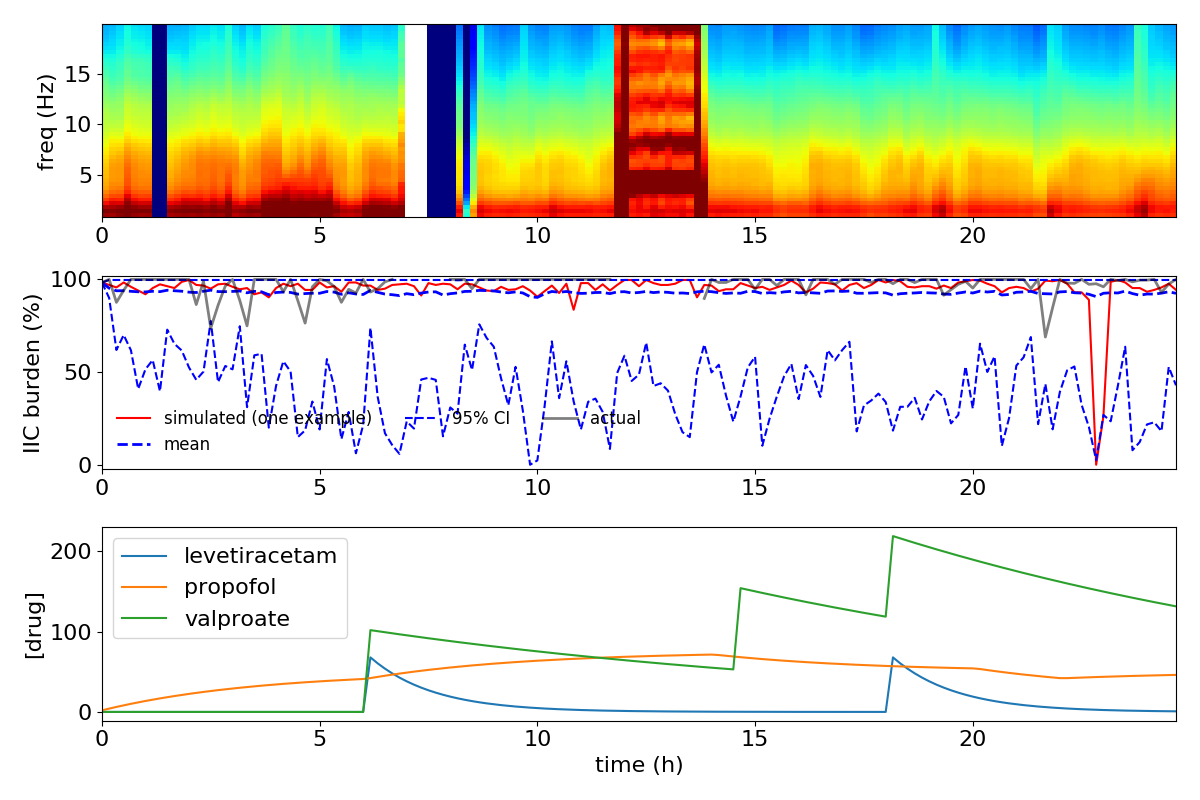 freq (Hz)
15
10
5
0 5 10 15 20
IIC burden (%)
100
50
0
simulated (one example) 95% CI actual
mean
0 5 10 15 20
[drug]
200
100
0
levetiracetam
propofol
valproate
0 5 10 15 20
time (h)